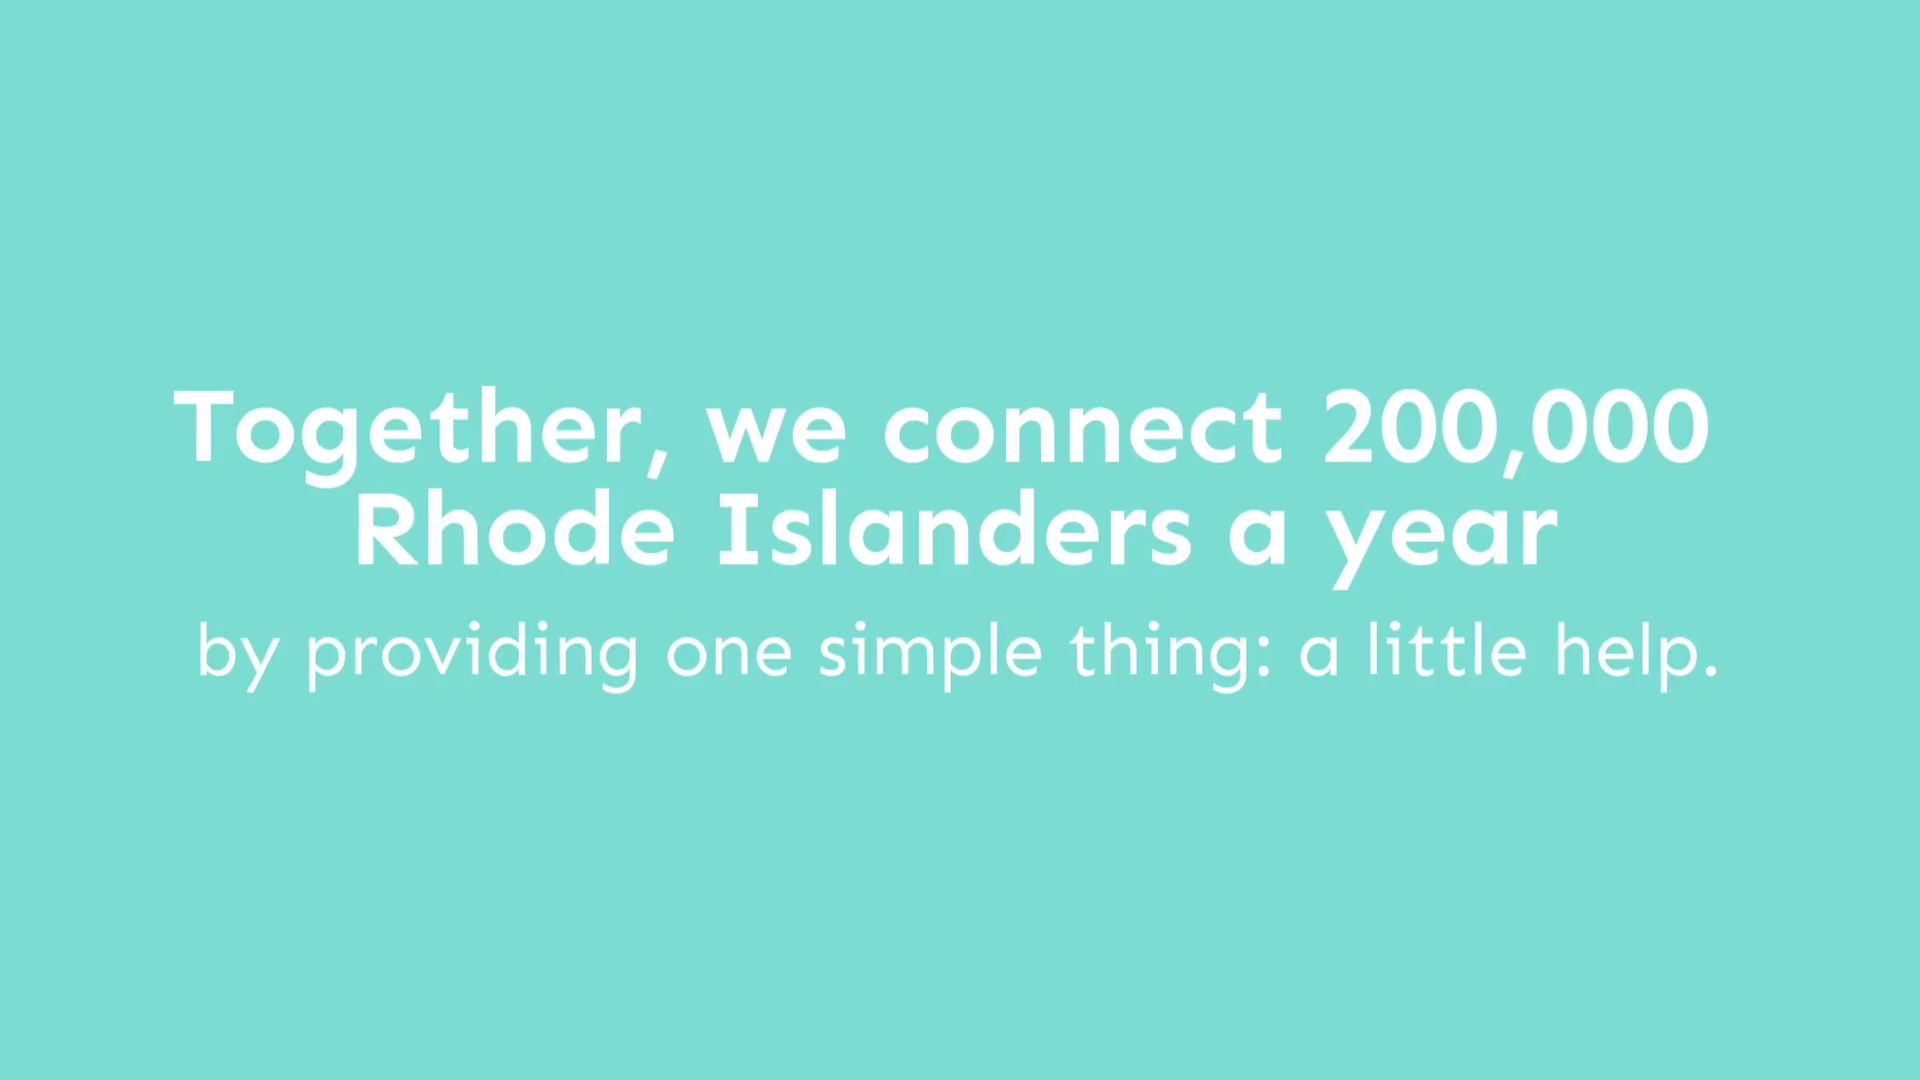 Together, we connect 200,000
Rhode Islanders a year
by providing one simple thing: a little help.